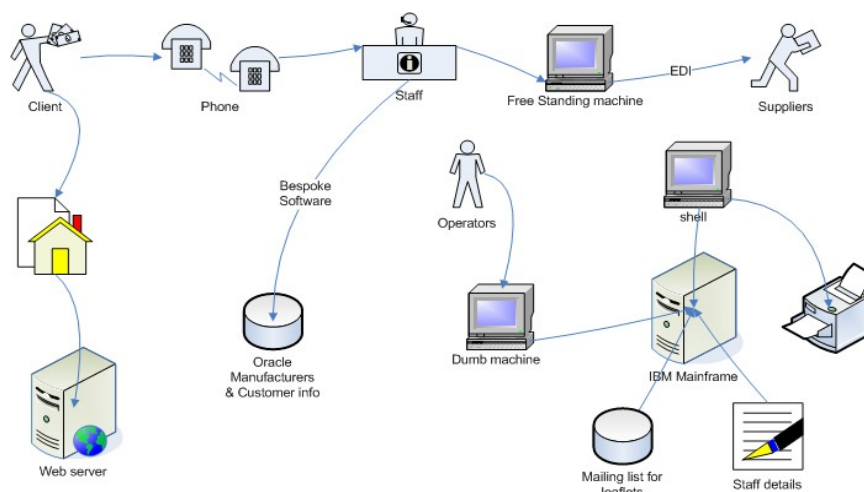 Client
Phone
Staff
Free Standing machine
EDI
Suppliers
Bespoke
Software
Operators
shell
Oracle
Manufacturers
& Customer info
Dumb machine
IBM Mainframe
Web server
Mailing list for
leaflets
Staff details